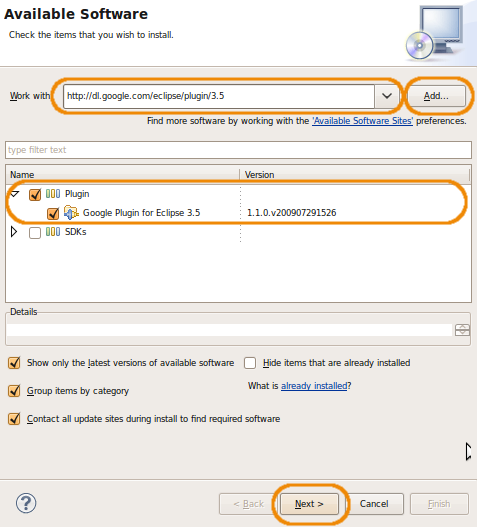 Available Software
Check the items that you wish to install.
Work with: http://dl.google.com/eclipse/plugin/3.5 Add...
Find more software by working with the 'Available Software Sites' preferences.
type filter text
Name Version
Plugin
Google Plugin for Eclipse 3.5 1.1.0.v200907291526
SDKs
Details
Show only the latest versions of available software Hide items that are already installed
Group items by category What is already installed?
Contact all update sites during install to find required software
? < Back Next > Cancel Finish